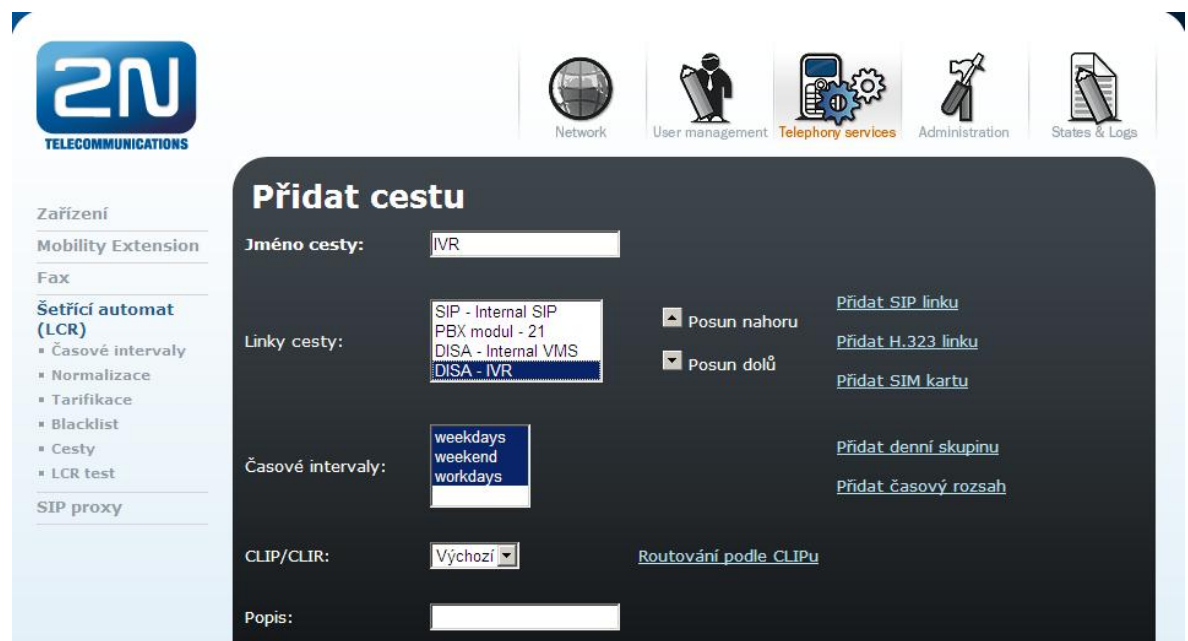 2N
TELECOMMUNICATIONS
Network
User management
Telephony services
Administration
States & Logs
Zařízení
Mobility Extension
Fax
Šetřící automat
(LCR)
Časové intervaly
Normalizace
Tarifikace
Blacklist
Cesty
LCR test
SIP proxy
Přidat cestu
Jméno cesty:
IVR
Linky cesty:
SIP - Internal SIP
PBX modul - 21
DISA - Internal VMS
DISA - IVR
Posun nahoru
Posun dolů
Přidat SIP linku
Přidat H.323 linku
Přidat SIM kartu
Časové intervaly:
weekdays
weekend
workdays
Přidat denní skupinu
Přidat časový rozsah
CLIP/CLIR:
Výchozí
Routování podle CLIPu
Popis: